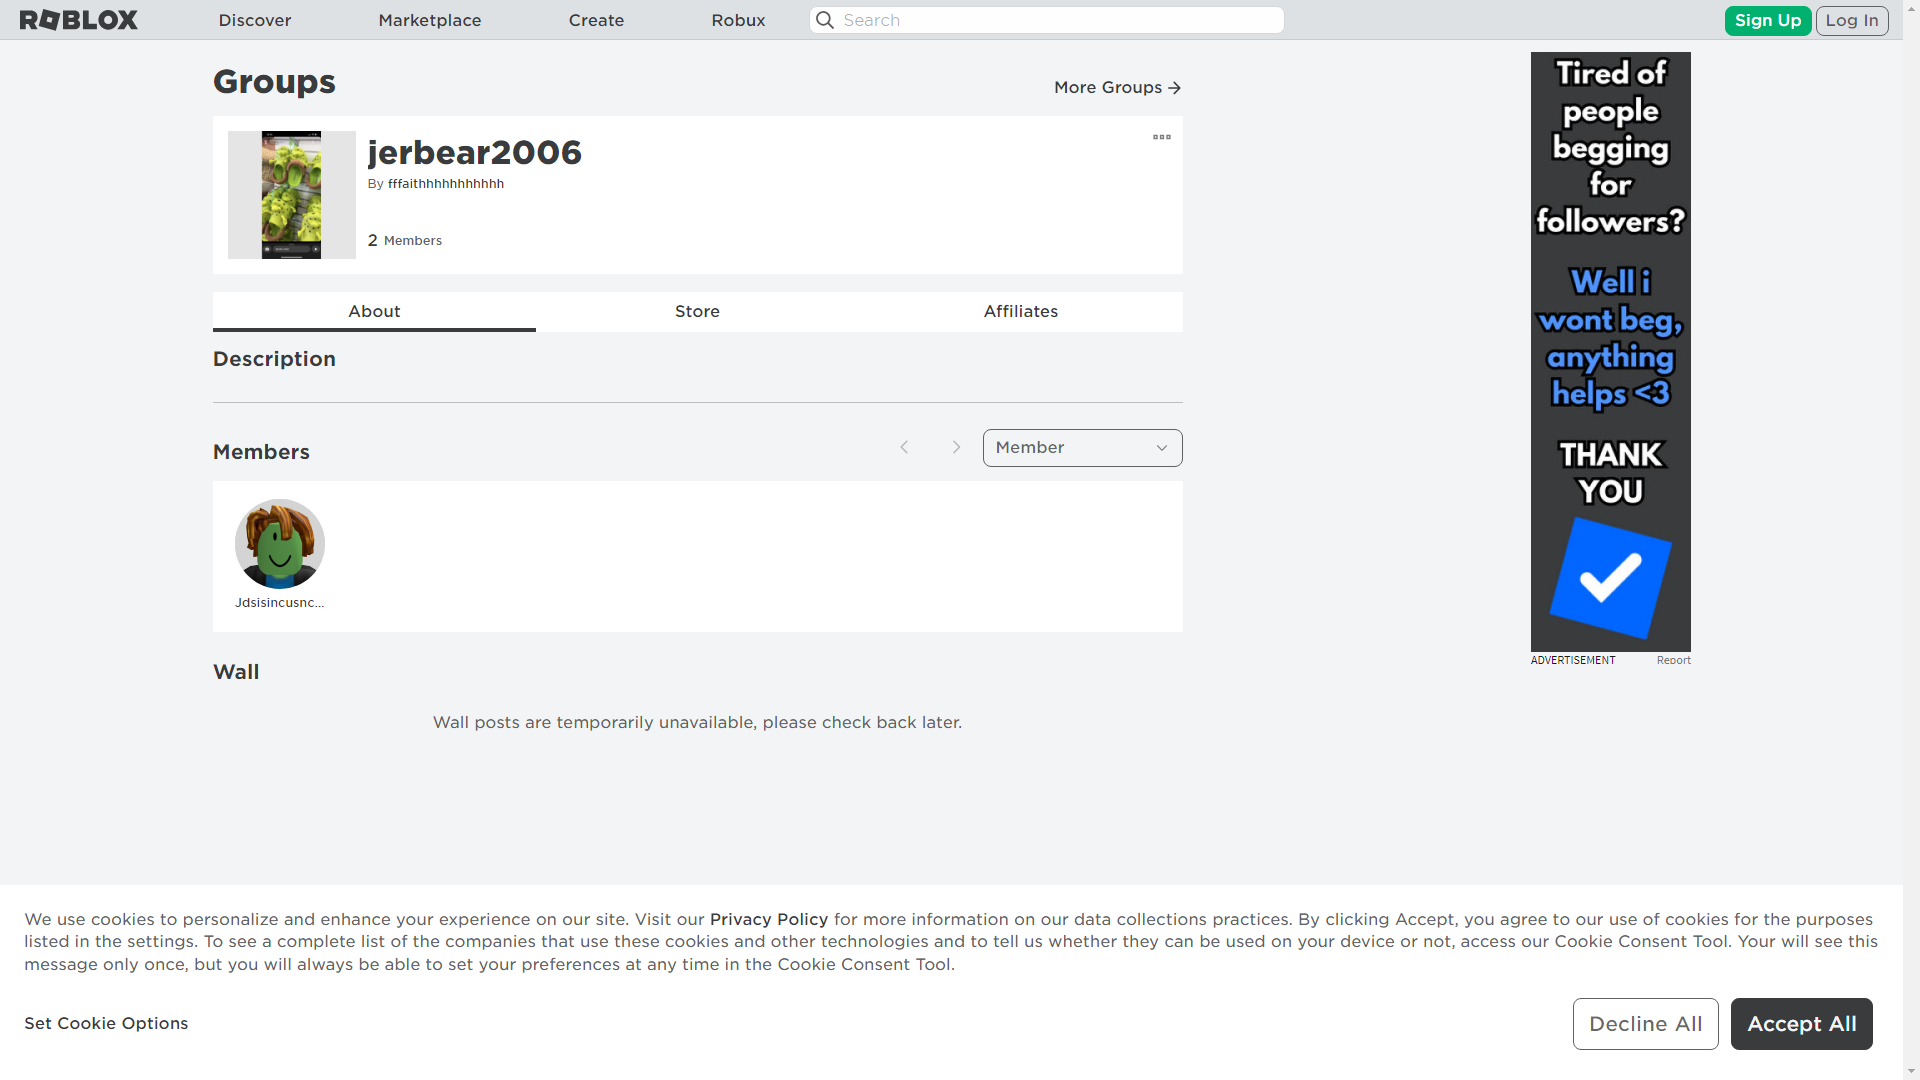 ROBLOX
Discover
Marketplace
Create
Robux
Search
Sign Up
Log In
Groups
More Groups
jerbear2006
By fffaithhhhhhhhhhh
2 Members
About
Store
Affiliates
Description
Members
Member
Jdsisincusnc...
Wall
Wall posts are temporarily unavailable, please check back later.
Tired of
people
begging
for
followers?
Well i
wont beg,
anything
helps <3
THANK
YOU
ADVERTISEMENT
Report
We use cookies to personalize and enhance your experience on our site. Visit our Privacy Policy for more information on our data collections practices. By clicking Accept, you agree to our use of cookies for the purposes
listed in the settings. To see a complete list of the companies that use these cookies and other technologies and to tell us whether they can be used on your device or not, access our Cookie Consent Tool. Your will see this
message only once, but you will always be able to set your preferences at any time in the Cookie Consent Tool.
Set Cookie Options
Decline All
Accept All